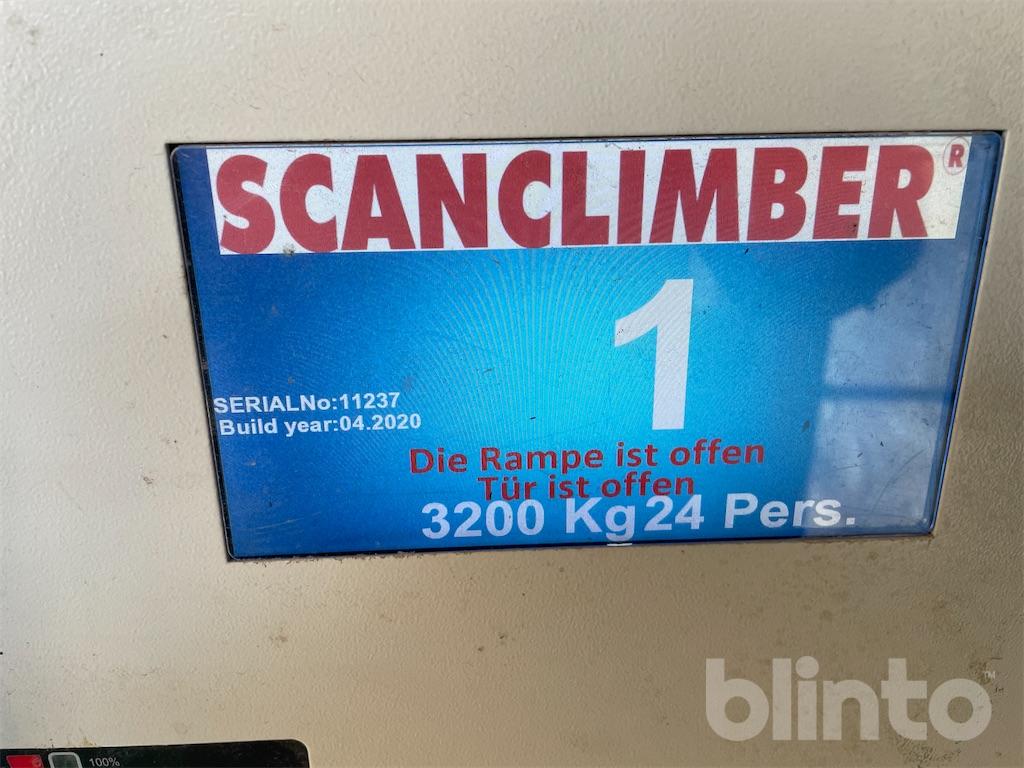 SCANCLIMBER®
1
SERIALNo:11237
Build year:04.2020
Die Rampe ist offen
Tür ist offen
3200 Kg 24 Pers.
blinto™
100%